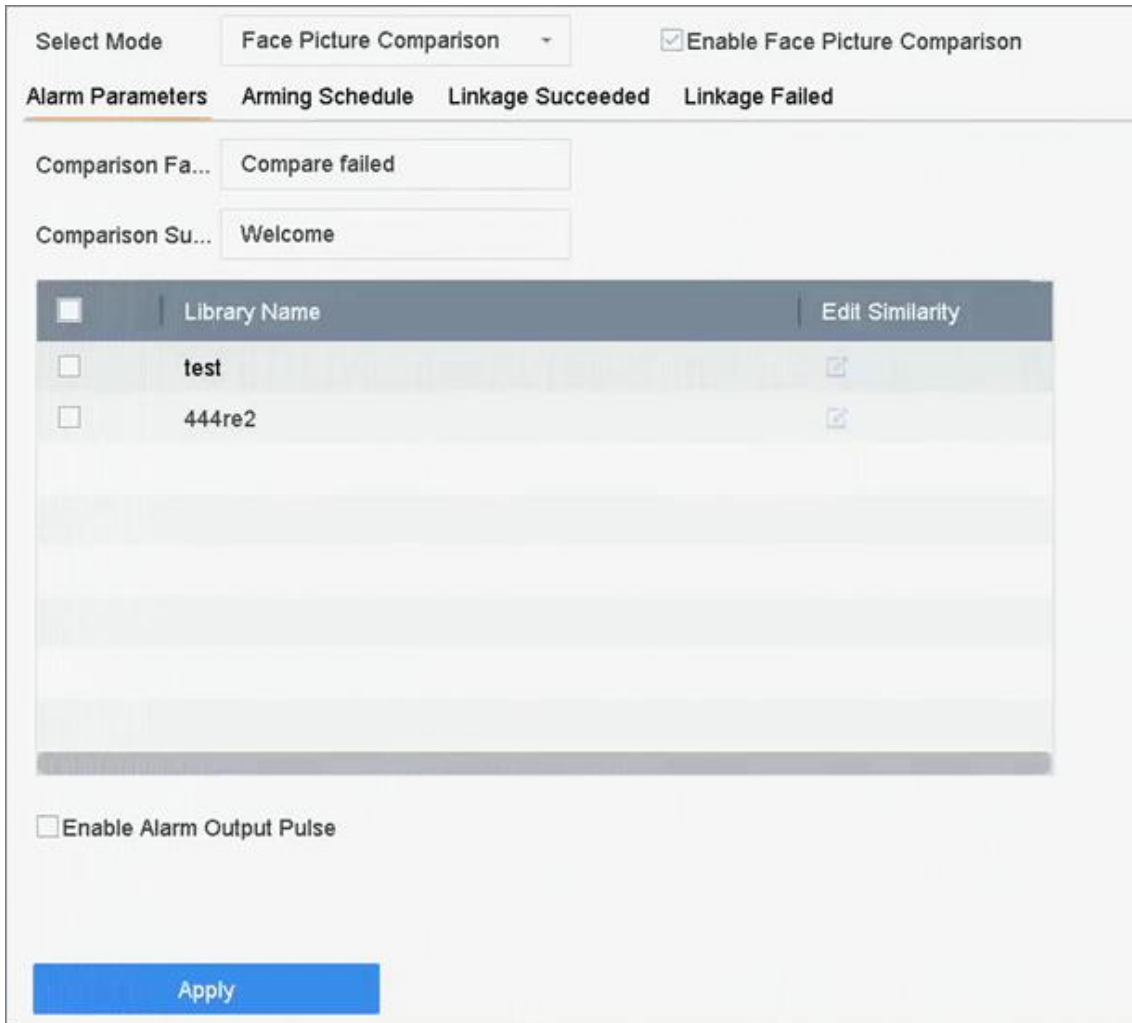 Select Mode Face Picture Comparison Enable Face Picture Comparison
Alarm Parameters Arming Schedule Linkage Succeeded Linkage Failed
Comparison Fa... Compare failed
Comparison Su... Welcome
Library Name Edit Similarity
test
444re2
Enable Alarm Output Pulse
Apply